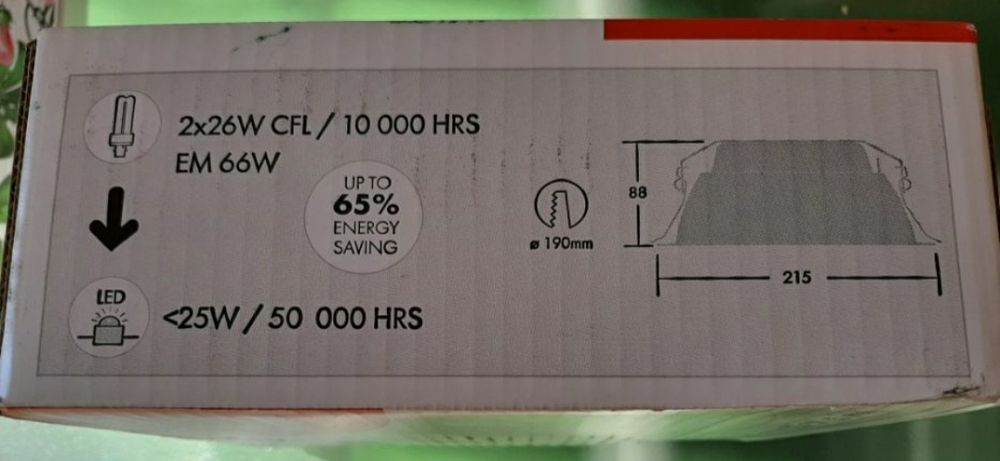 2x26W CFL / 10 000 HRS
EM 66W
UP TO
65%
ENERGY
SAVING
LED
<25W / 50 000 HRS
ø 190mm
88
215